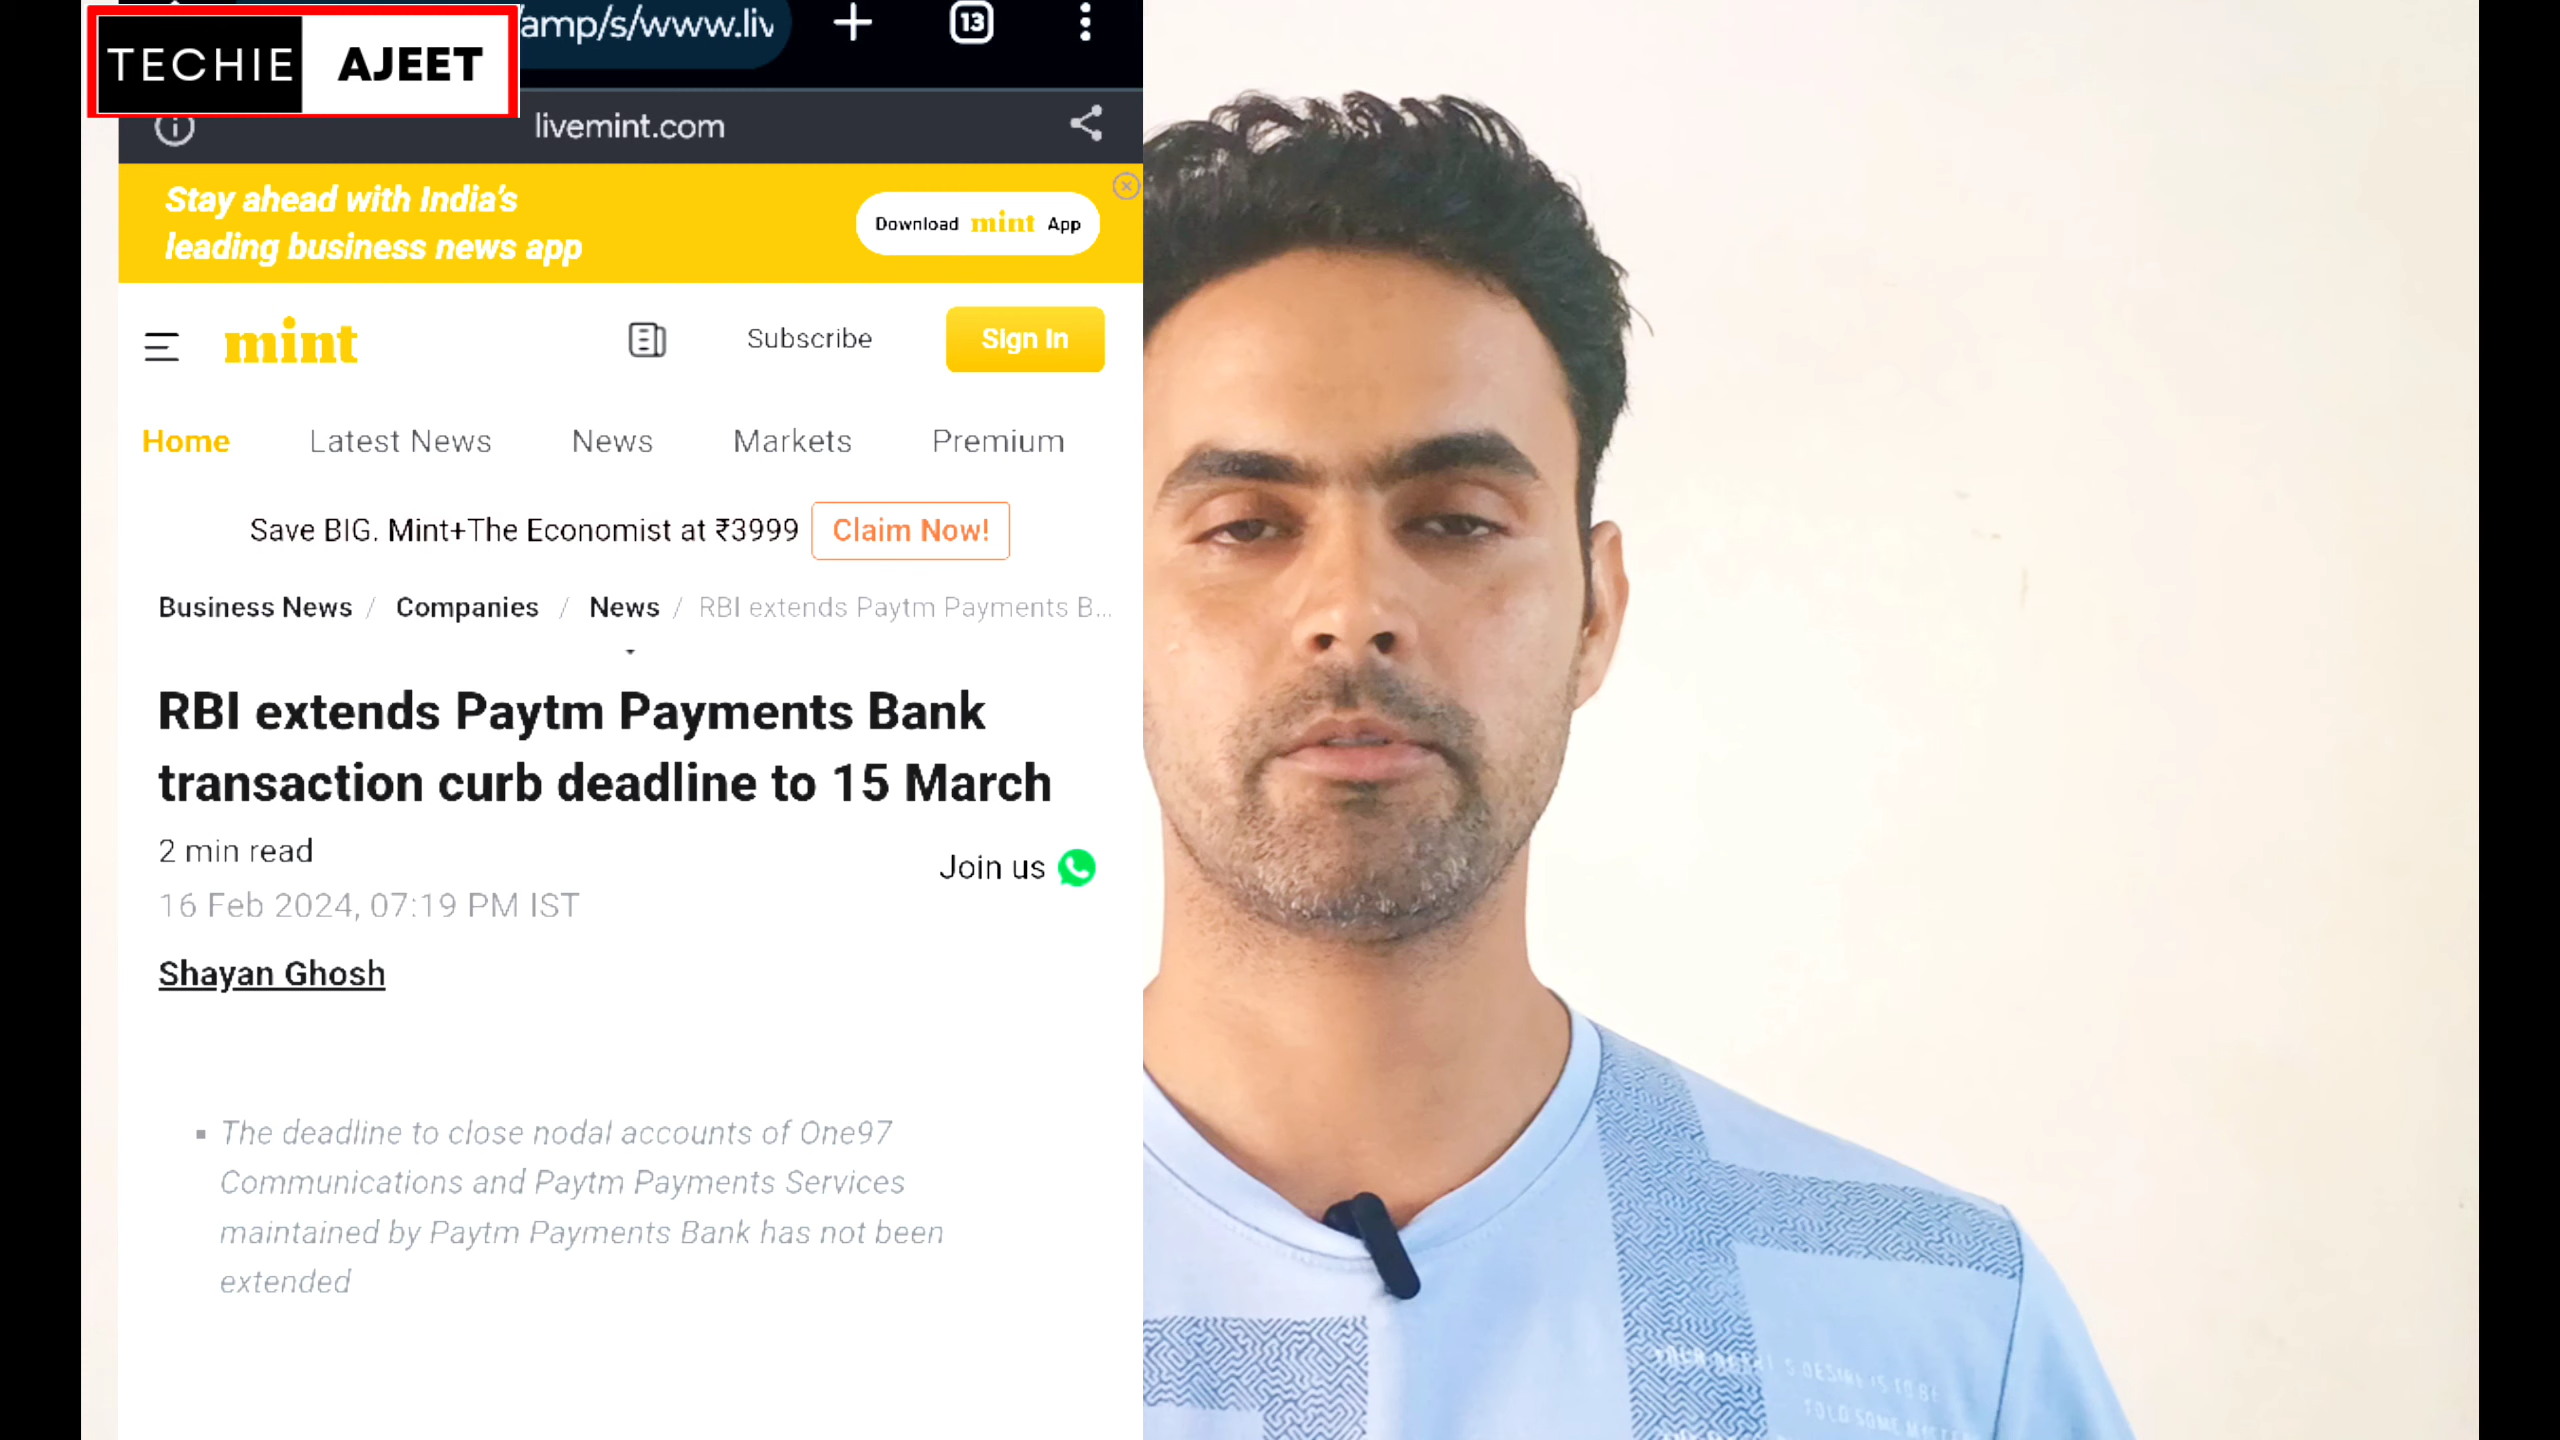 TECHIE AJEET
amp/s/www.liv
13
livemint.com
Stay ahead with India's
leading business news app
Download mint App
mint
Subscribe
Sign In
Home Latest News News Markets Premium
Save BIG. Mint+The Economist at ₹3999 Claim Now!
Business News / Companies / News / RBI extends Paytm Payments B...
RBI extends Paytm Payments Bank
transaction curb deadline to 15 March
2 min read
Join us
16 Feb 2024, 07:19 PM IST
Shayan Ghosh
▪ The deadline to close nodal accounts of One97
Communications and Paytm Payments Services
maintained by Paytm Payments Bank has not been
extended
TOLD SOME